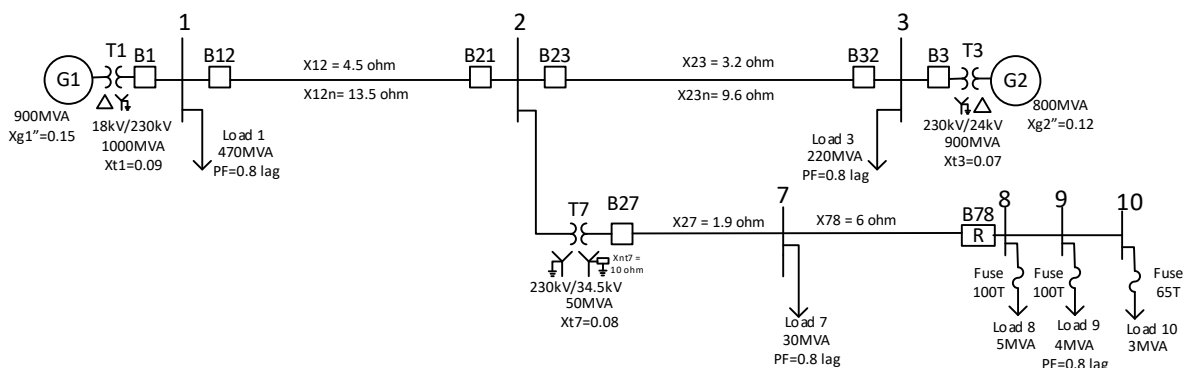 1
2
3
T1
B1
B12
B21
B23
B32
B3
T3
G1
G2
X12 = 4.5 ohm
X12n= 13.5 ohm
X23 = 3.2 ohm
X23n= 9.6 ohm
900MVA
Xg1”=0.15
18kV/230kV
1000MVA
Xt1=0.09
Load 1
470MVA
PF=0.8 lag
Load 3
220MVA
PF=0.8 lag
230kV/24kV
900MVA
Xt3=0.07
800MVA
Xg2”=0.12
T7
B27
X27 = 1.9 ohm
7
X78 = 6 ohm
B78
R
8
9
10
Xnt7 =
10 ohm
230kV/34.5kV
50MVA
Xt7=0.08
Load 7
30MVA
PF=0.8 lag
Fuse
100T
Fuse
100T
Fuse
65T
Load 8
5MVA
Load 9
4MVA
PF=0.8 lag
Load 10
3MVA